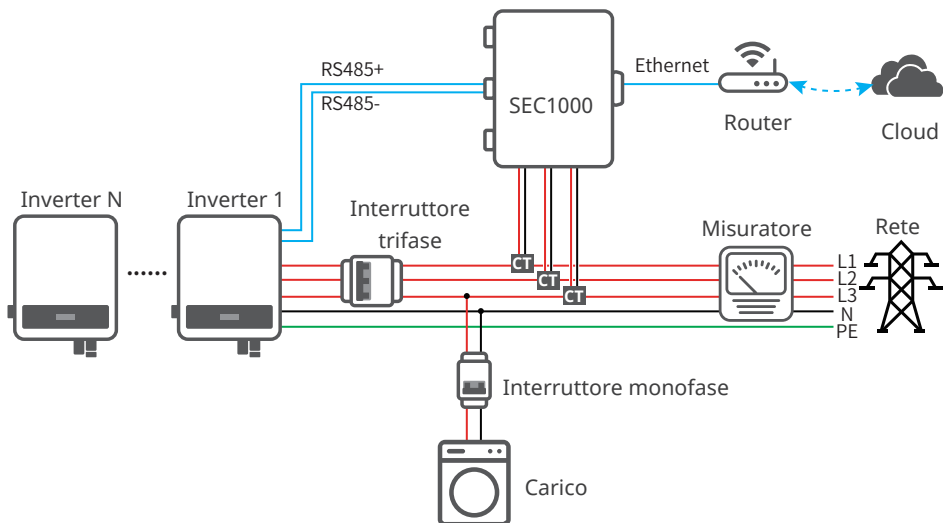 RS485+
RS485-
SEC1000
Ethernet
Router
Cloud
Inverter N
Inverter 1
Interruttore
trifase
Misuratore
Rete
CT
CT
CT
L1
L2
L3
N
PE
Interruttore monofase
Carico